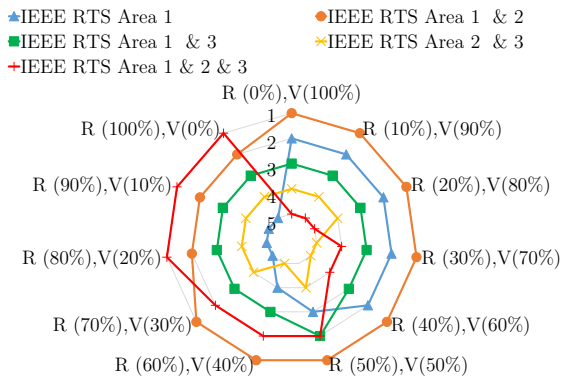 IEEE RTS Area 1
IEEE RTS Area 1 & 2
IEEE RTS Area 1 & 3
IEEE RTS Area 2 & 3
IEEE RTS Area 1 & 2 & 3
R (0%),V(100%)
R (100%),V(0%)
1
R (10%),V(90%)
2
3
R (90%),V(10%)
4
R (20%),V(80%)
5
R (80%),V(20%)
R (30%),V(70%)
R (70%),V(30%)
R (40%),V(60%)
R (60%),V(40%)
R (50%),V(50%)